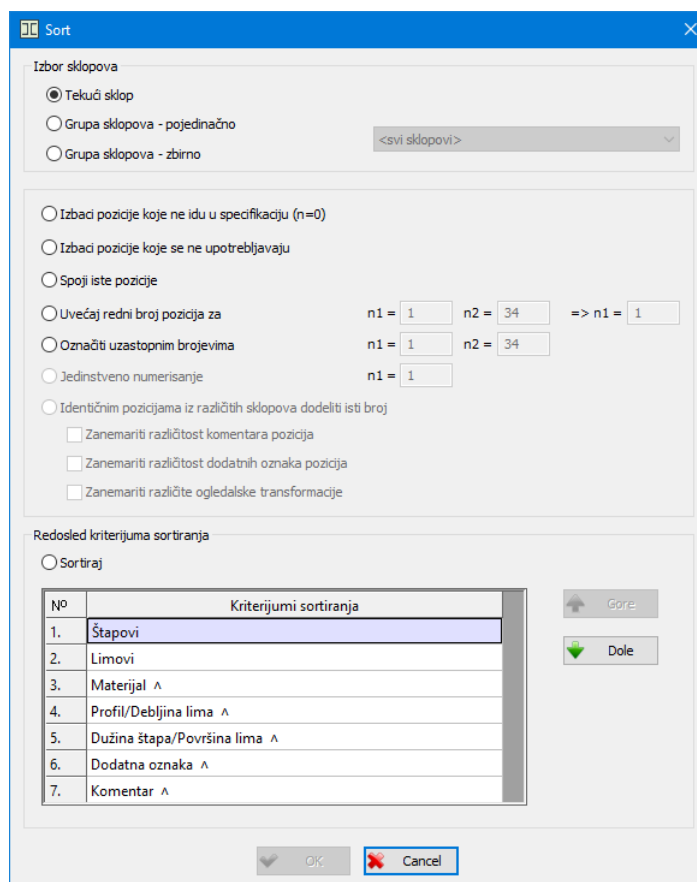 Sort
Izbor sklopova
Tekući sklop
Grupa sklopova - pojedinačno
<svi sklopovi>
Grupa sklopova - zbirno
Izbaci pozicije koje ne idu u specifikaciju (n=0)
Izbaci pozicije koje se ne upotrebljavaju
Spoji iste pozicije
Uvećaj redni broj pozicija za n1 = 1 n2 = 34 => n1 = 1
Označiti uzastopnim brojevima n1 = 1 n2 = 34
Jedinstveno numerisanje n1 = 1
Identičnim pozicijama iz različitih sklopova dodeliti isti broj
Zanemariti različitost komentara pozicija
Zanemariti različitost dodatnih oznaka pozicija
Zanemariti različite ogledalske transformacije
Redosled kriterijuma sortiranja
Sortiraj
Nº Kriterijumi sortiranja
Gore
1. Štapovi
2. Limovi
Dole
3. Materijal ʌ
4. Profil/Debljina lima ʌ
5. Dužina štapa/Površina lima ʌ
6. Dodatna oznaka ʌ
7. Komentar ʌ
OK Cancel